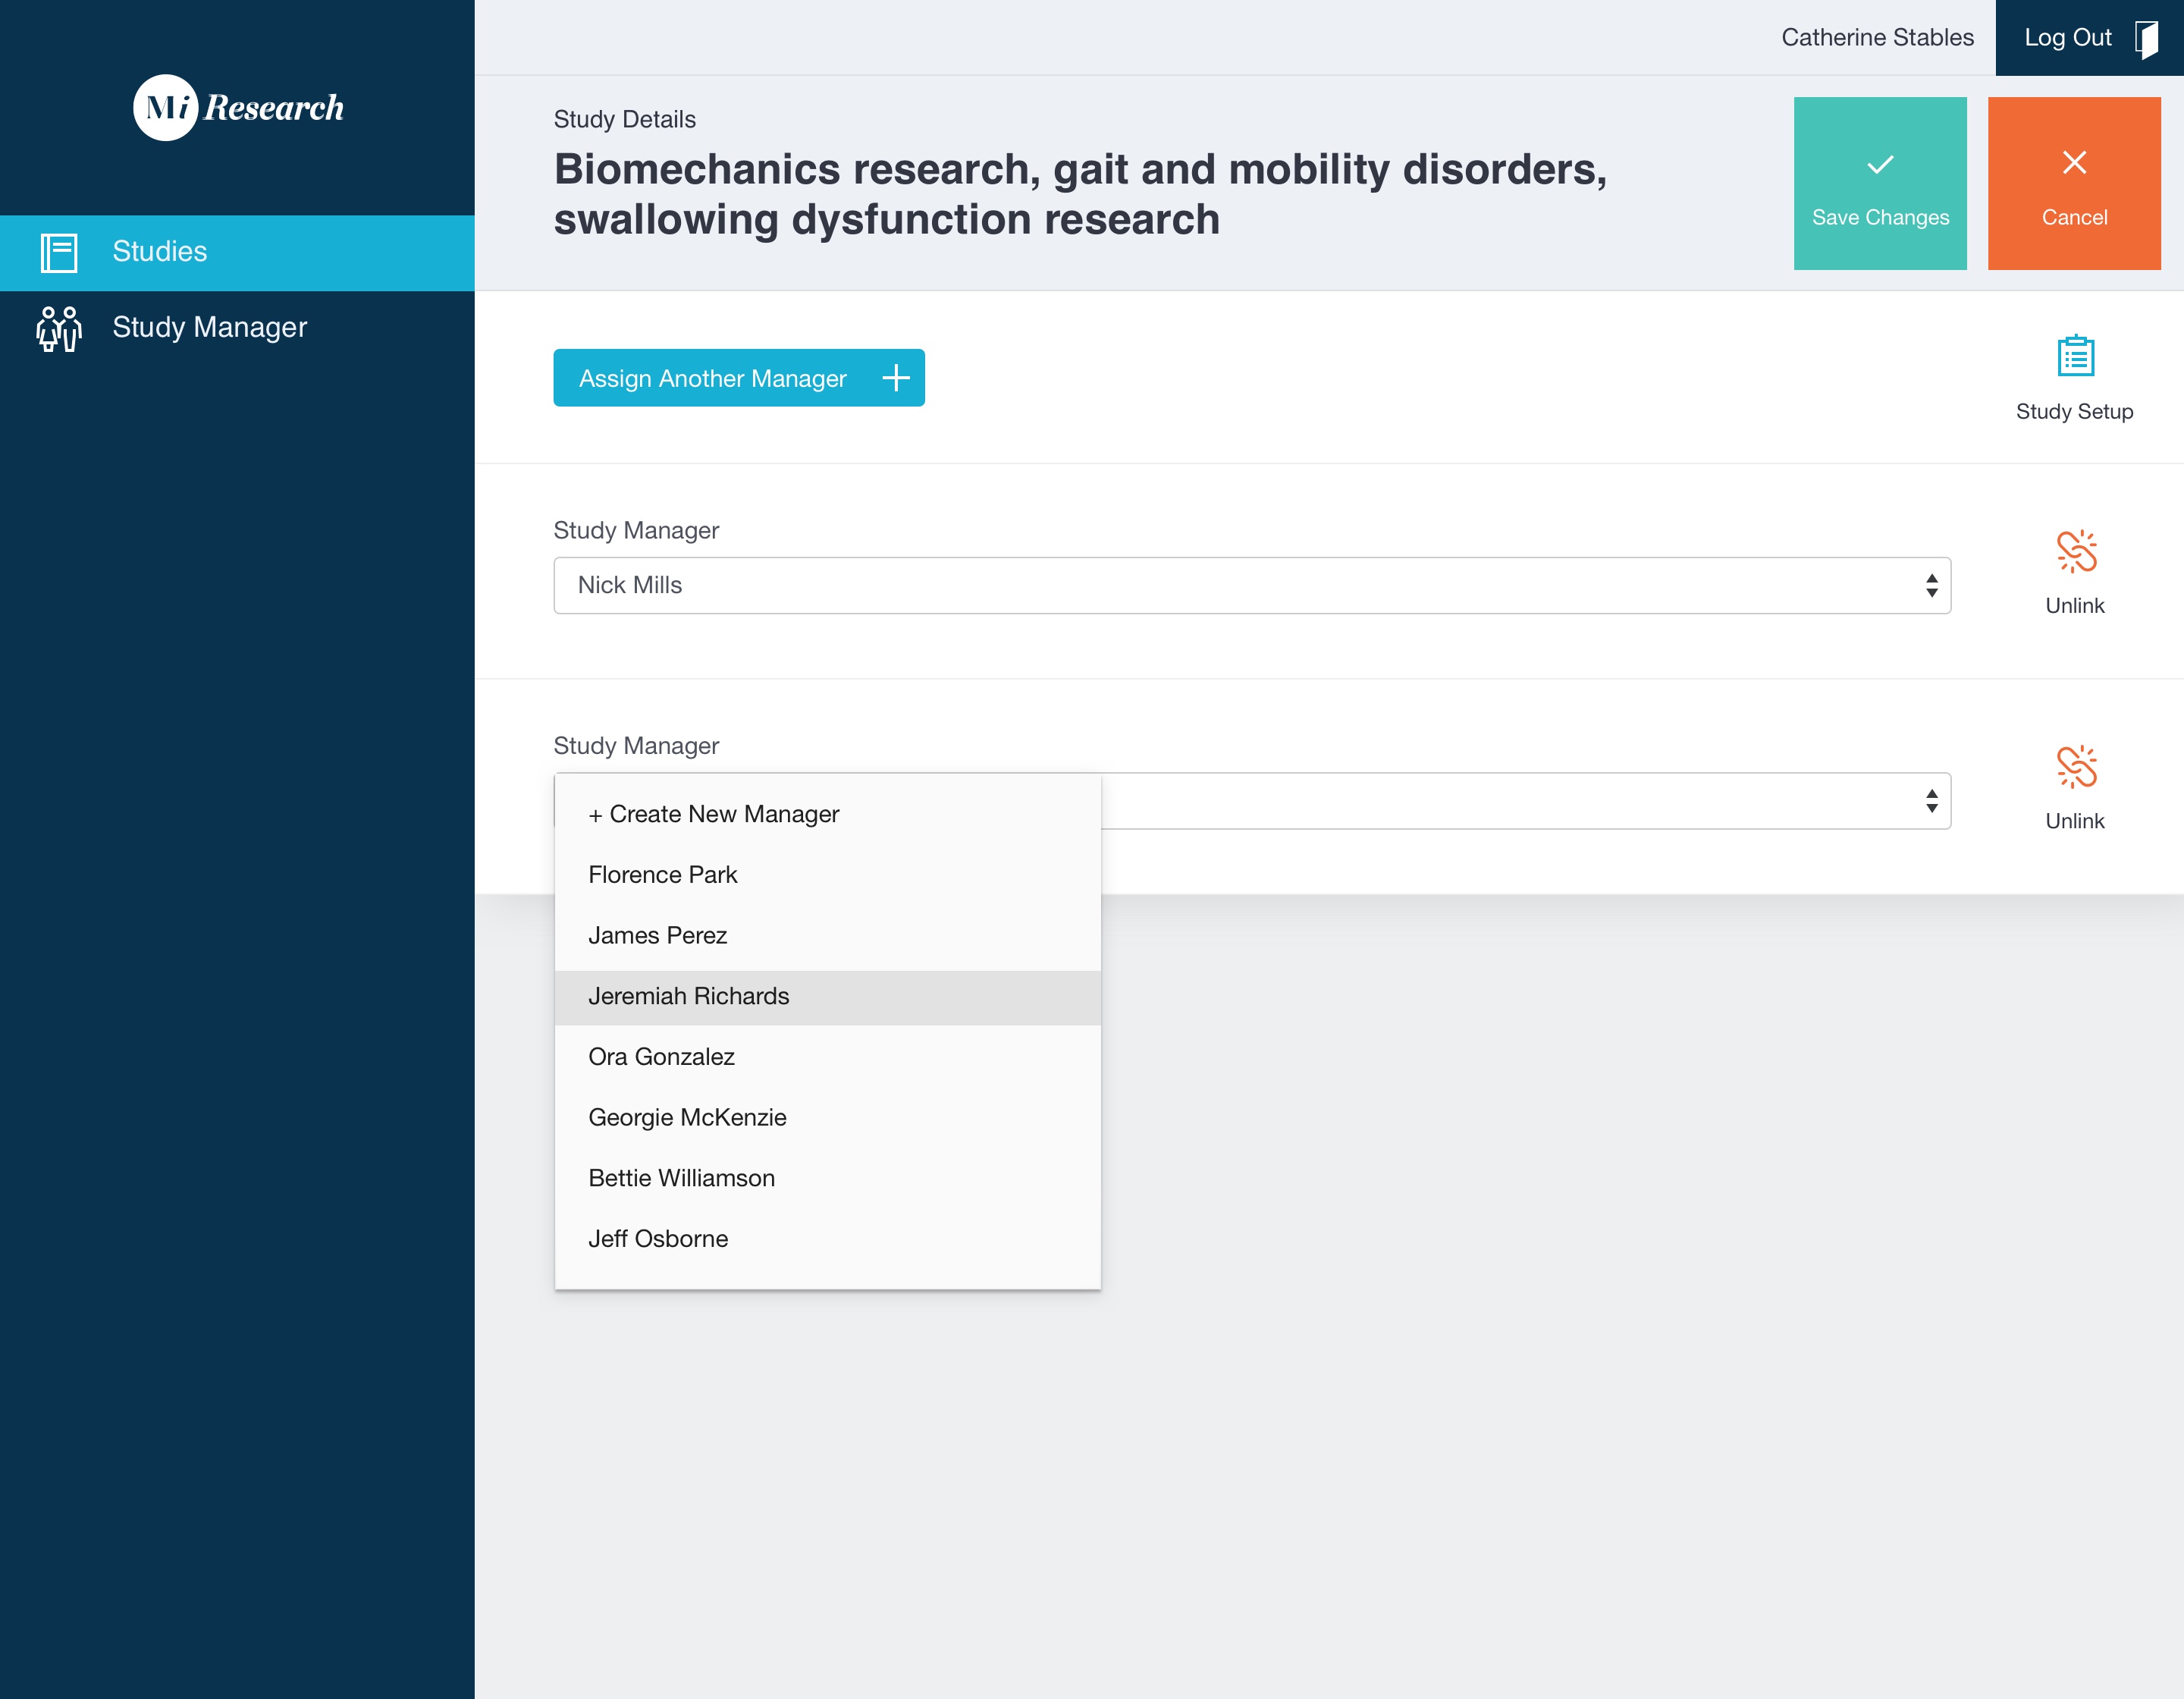 Catherine Stables
Log Out
Mi Research
Study Details
Biomechanics research, gait and mobility disorders,
swallowing dysfunction research
Save Changes
Cancel
Studies
Study Manager
Assign Another Manager
Study Setup
Study Manager
Nick Mills
Unlink
Study Manager
Unlink
+ Create New Manager
Florence Park
James Perez
Jeremiah Richards
Ora Gonzalez
Georgie McKenzie
Bettie Williamson
Jeff Osborne